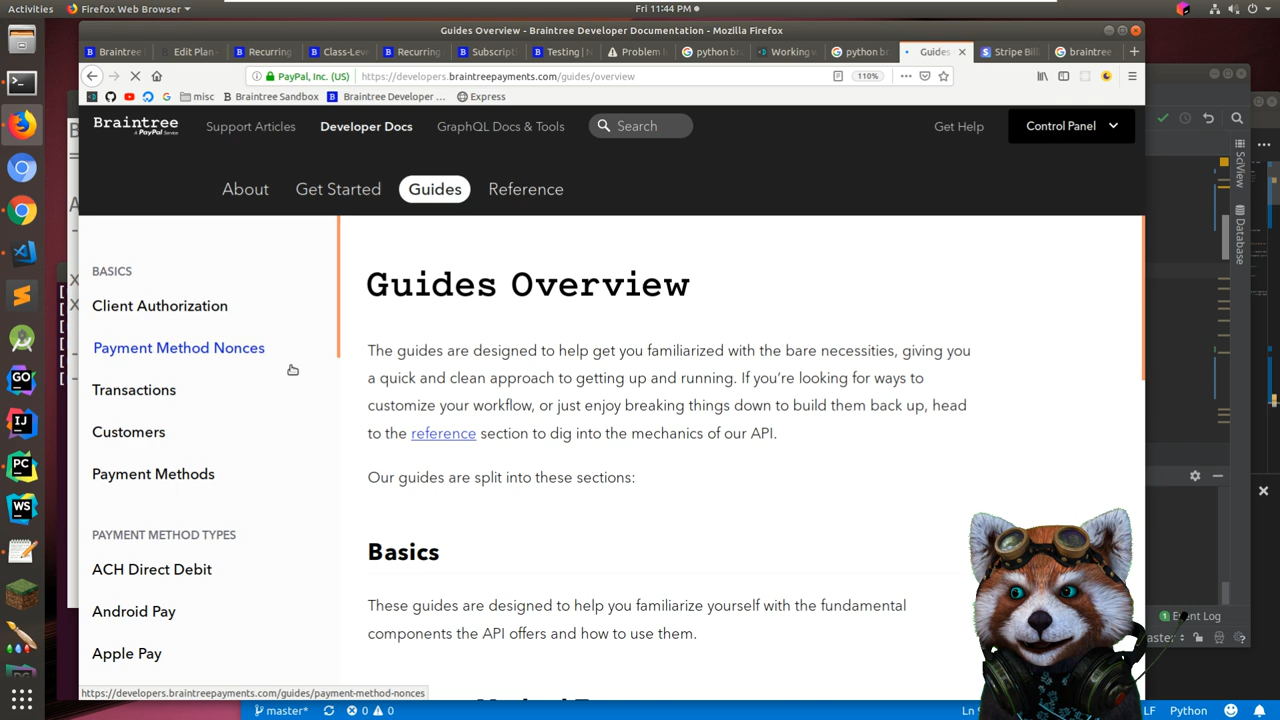 Activities
Firefox Web Browser
Fri 11:44 PM
Guides Overview - Braintree Developer Documentation - Mozilla Firefox
Braintree
Edit Plan -
Recurring
Class-Leve
Recurring
Subscripti
Testing | N
Problem l
python br
Working w
python br
Guides
Stripe Bill
braintree
PayPal, Inc. (US)
https://developers.braintreepayments.com/guides/overview
110%
misc
Braintree Sandbox
Braintree Developer ...
Express
Braintree
A PayPal Service
Support Articles
Developer Docs
GraphQL Docs & Tools
Search
Get Help
Control Panel
About
Get Started
Guides
Reference
BASICS
Client Authorization
Payment Method Nonces
Transactions
Customers
Payment Methods
PAYMENT METHOD TYPES
ACH Direct Debit
Android Pay
Apple Pay
Guides Overview
The guides are designed to help get you familiarized with the bare necessities, giving you
a quick and clean approach to getting up and running. If you’re looking for ways to
customize your workflow, or just enjoy breaking things down to build them back up, head
to the reference section to dig into the mechanics of our API.
Our guides are split into these sections:
Basics
These guides are designed to help you familiarize yourself with the fundamental
components the API offers and how to use them.
https://developers.braintreepayments.com/guides/payment-method-nonces
SciView
Database
1 Event Log
master*
0
0
LF
Python
GO
IJ
PC
WS